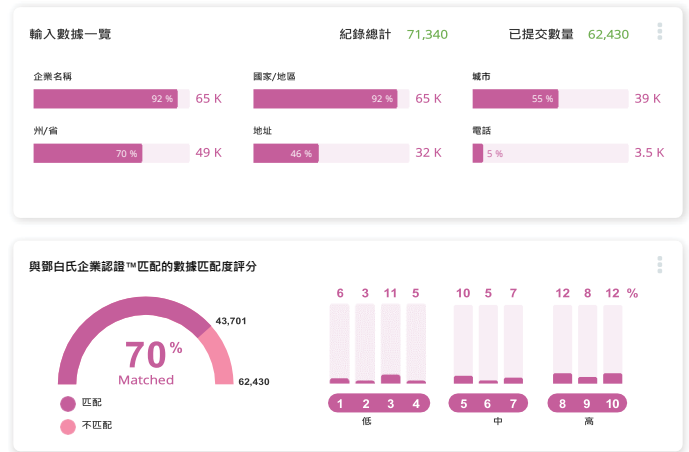 輸入數據一覽 紀錄總計 71,340 已提交數量 62,430
企業名稱 國家/地區 城市
92 % 65 K 92 % 65 K 55 % 39 K
州/省 地址 電話
70 % 49 K 46 % 32 K 5 % 3.5 K
與鄧白氏企業認證™匹配的數據匹配度評分
6 3 11 5 10 5 7 12 8 12 %
43,701
70%
Matched
62,430
匹配
不匹配
1 2 3 4 5 6 7 8 9 10
低 中 高